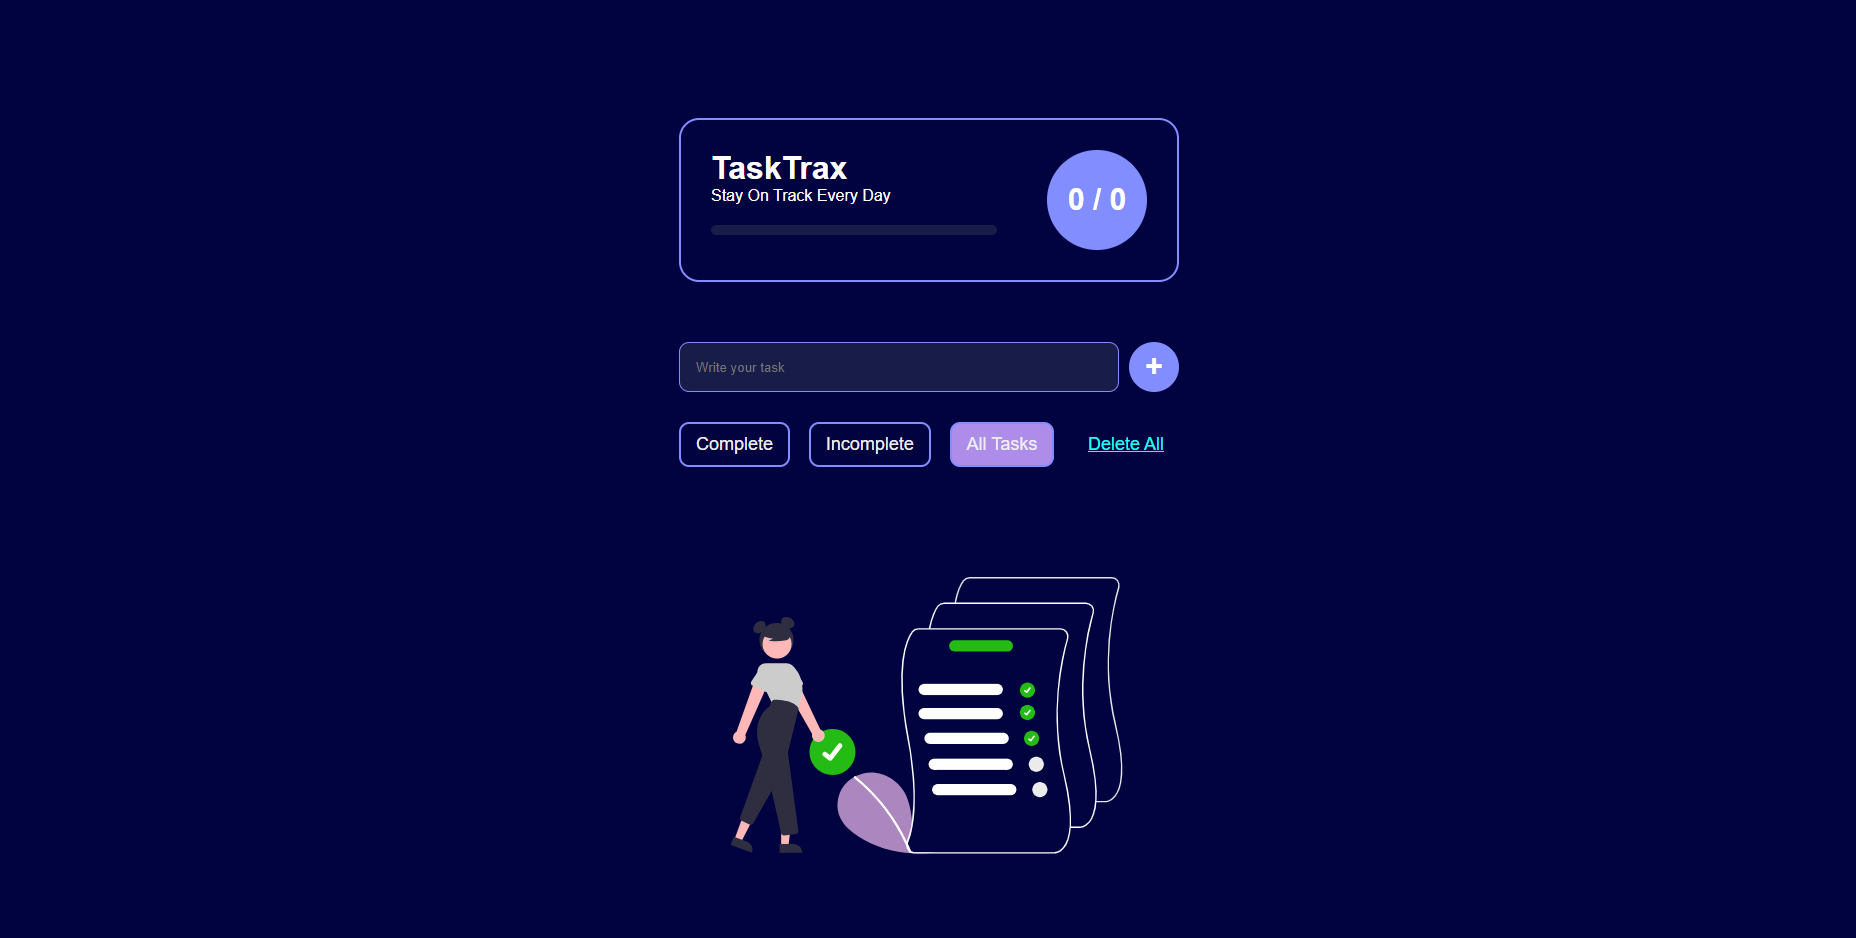 TaskTrax
Stay On Track Every Day
0 / 0
Write your task
+
Complete
Incomplete
All Tasks
Delete All